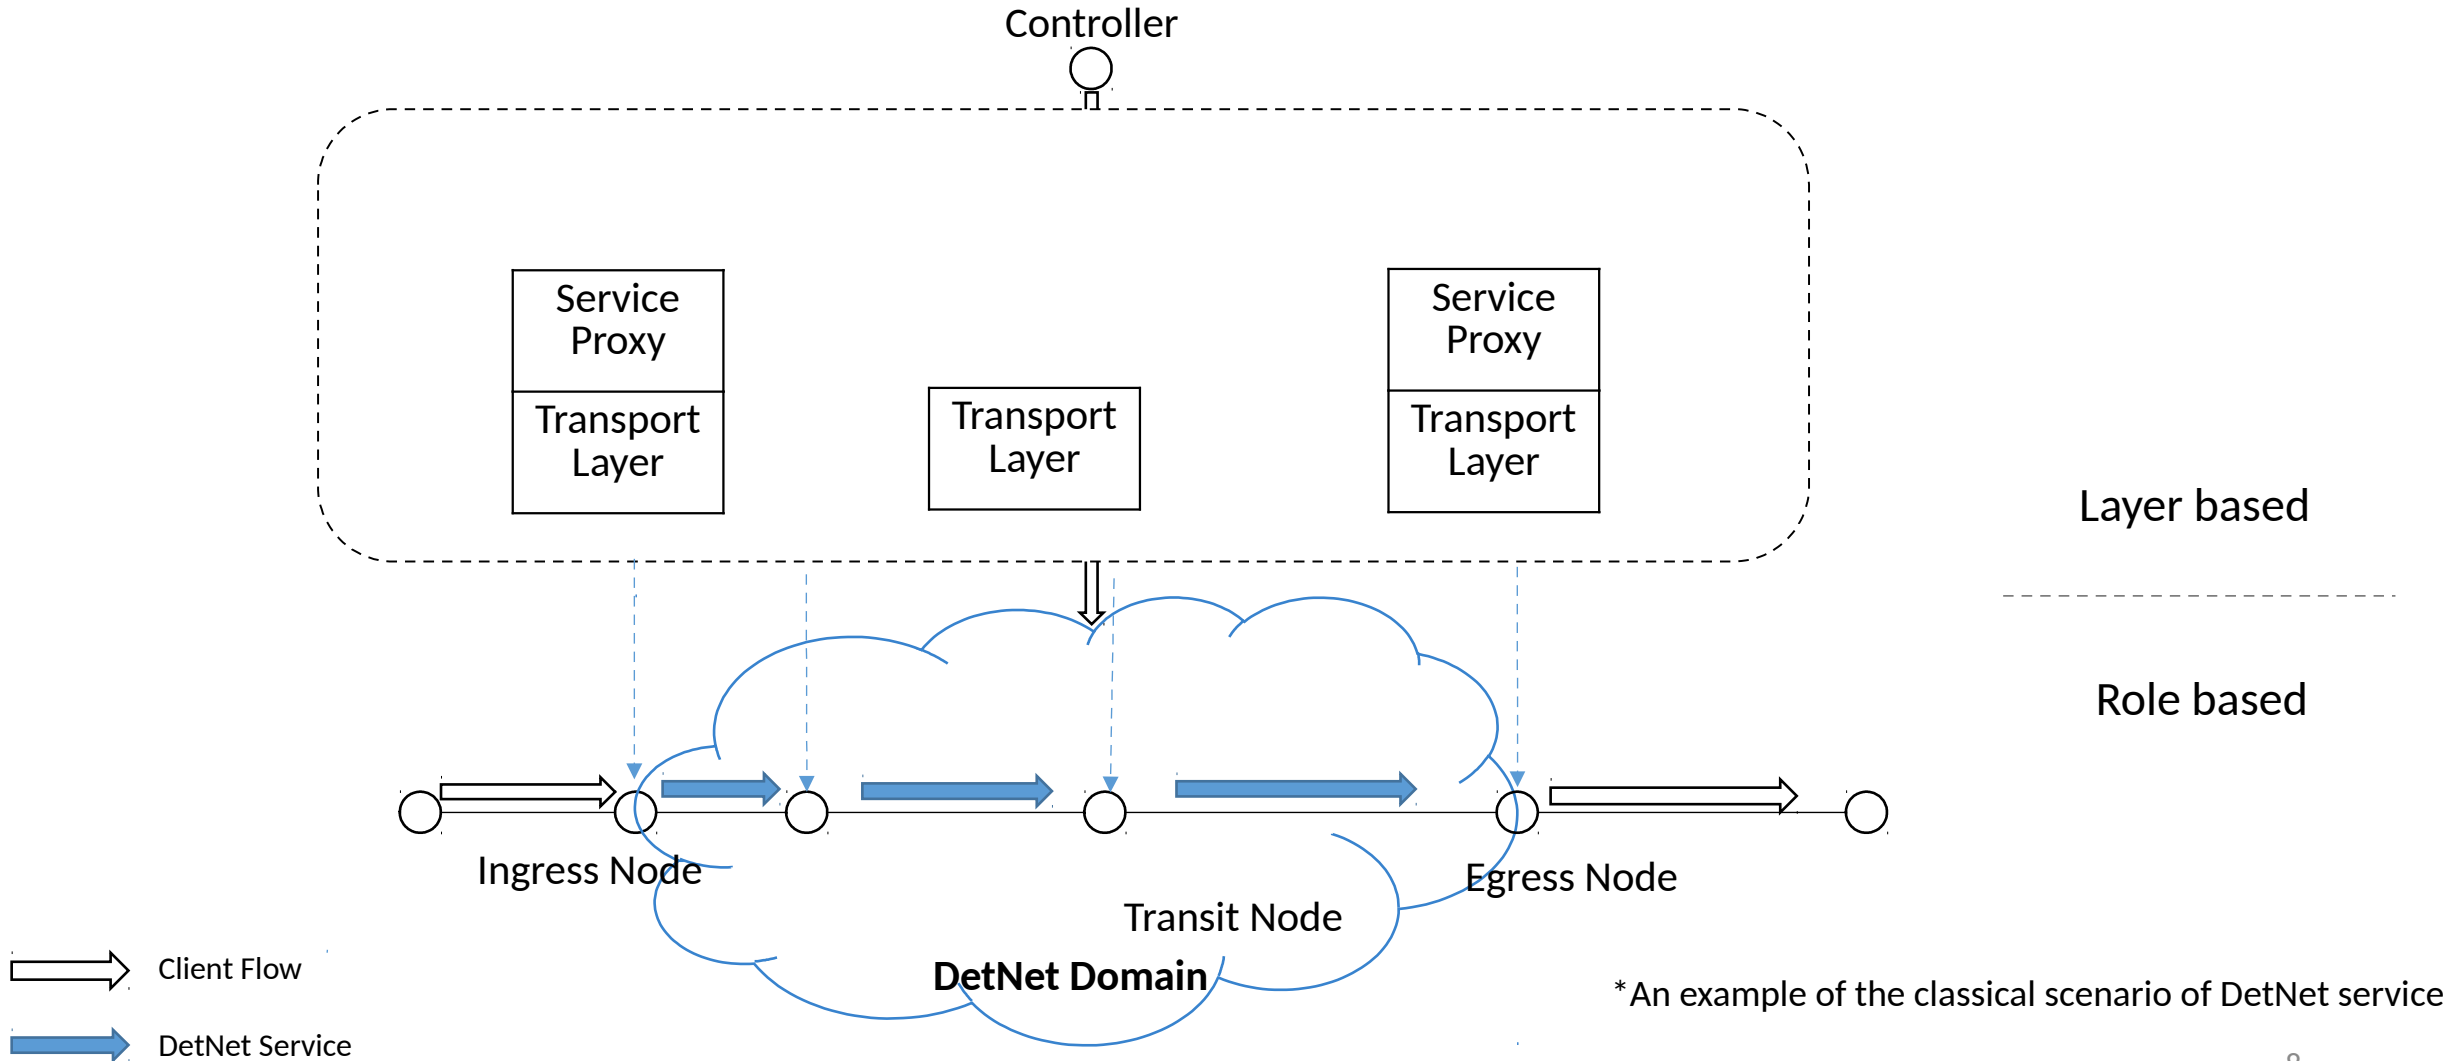 Controller
Service
Proxy
Transport
Layer
Transport
Layer
Service
Proxy
Transport
Layer
Layer based
Role based
Ingress Node
Egress Node
Transit Node
DetNet Domain
Client Flow
DetNet Service
*An example of the classical scenario of DetNet service